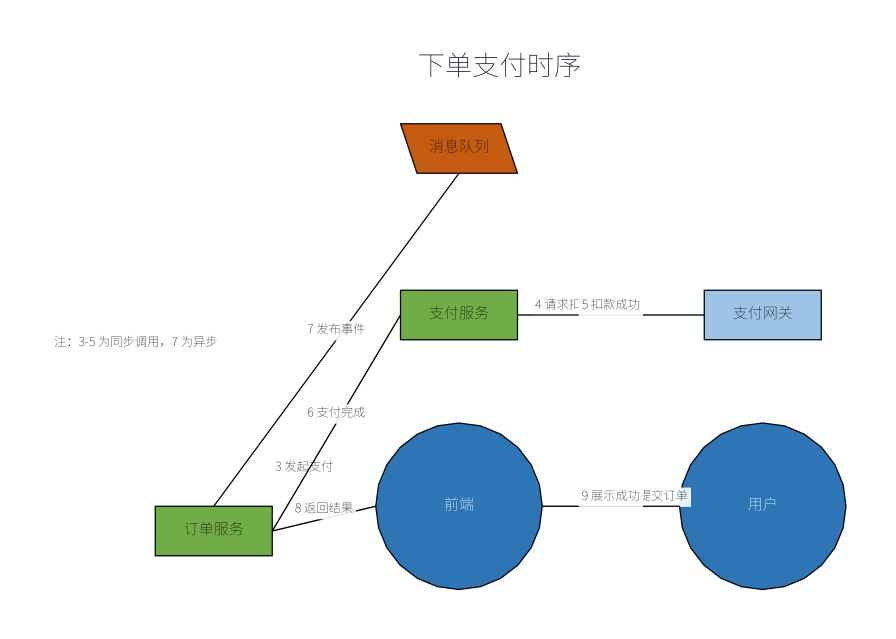 下单支付时序
消息队列
4 请求
5 扣款成功
支付服务
支付网关
7 发布事件
注：3-5 为同步调用，7 为异步
6 支付完成
3 发起支付
9 展示成功
交订单
8 返回结果
前端
用户
订单服务